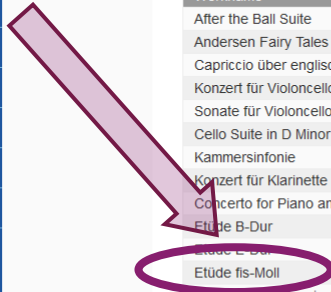 After the Ball Suite
Andersen Fairy Tales
Capriccio über englisc
Konzert für Violoncello
Sonate für Violoncello
Cello Suite in D Minor
Kammersinfonie
Konzert für Klarinette
Concerto for Piano an
Etüde B-Dur
Etüde E-Dur
Etüde fis-Moll